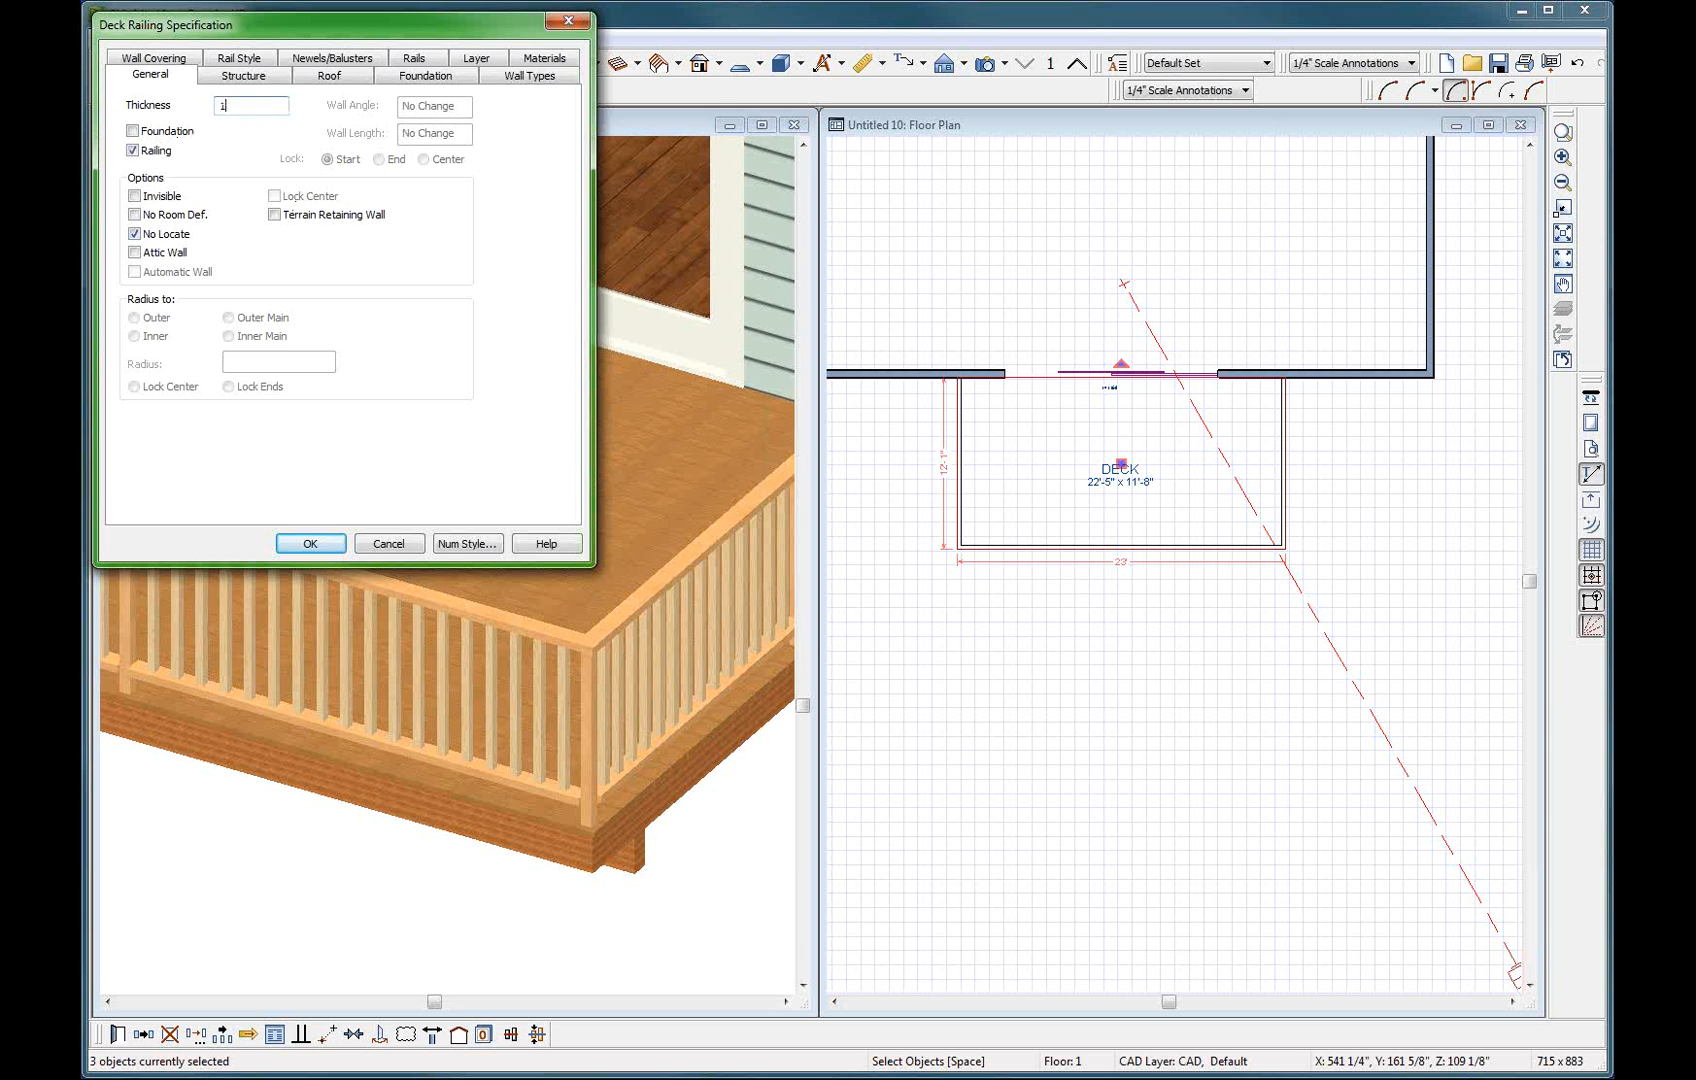 Deck Railing Specification
Wall Covering Rail Style Newels/Balusters Rails Layer Materials
General Structure Roof Foundation Wall Types
Thickness 1 Wall Angle: No Change
Foundation
Wall Length: No Change
Railing
Lock: Start End Center
Options
Invisible Lock Center
No Room Def. Terrain Retaining Wall
No Locate
Attic Wall
Automatic Wall
Radius to:
Outer Outer Main
Inner Inner Main
Radius:
Lock Center Lock Ends
OK Cancel Num Style... Help
1 Default Set 1/4" Scale Annotations
1/4" Scale Annotations
Untitled 10: Floor Plan
12'-1"
DECK
22'-5" x 11'-8"
23'
3 objects currently selected Select Objects [Space] Floor: 1 CAD Layer: CAD, Default X: 541 1/4", Y: 161 5/8", Z: 109 1/8" 715 x 883